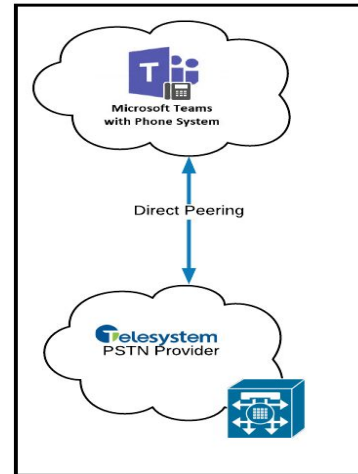 T
Microsoft Teams
with Phone System
Direct Peering
Telesystem
PSTN Provider